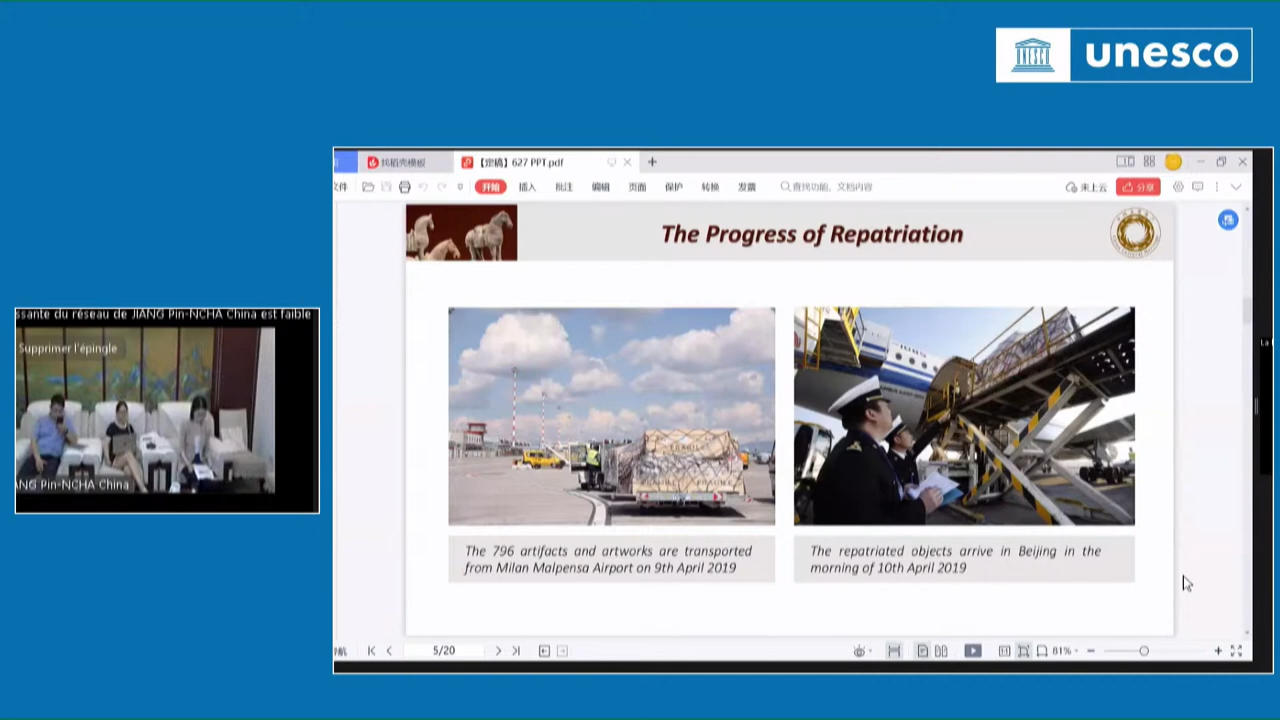 unesco
找稻壳模板
【定稿】627 PPT.pdf
文件 开始 插入 批注 编辑 页面 保护 转换 发票 查找功能、文档内容 未上云 分享
The Progress of Repatriation
ssante du réseau de JIANG Pin-NCHA China est faible
Supprimer l'épingle
ANG Pin-NCHA China
FRAGILE
The 796 artifacts and artworks are transported
from Milan Malpensa Airport on 9th April 2019
The repatriated objects arrive in Beijing in the
morning of 10th April 2019
5/20
81%